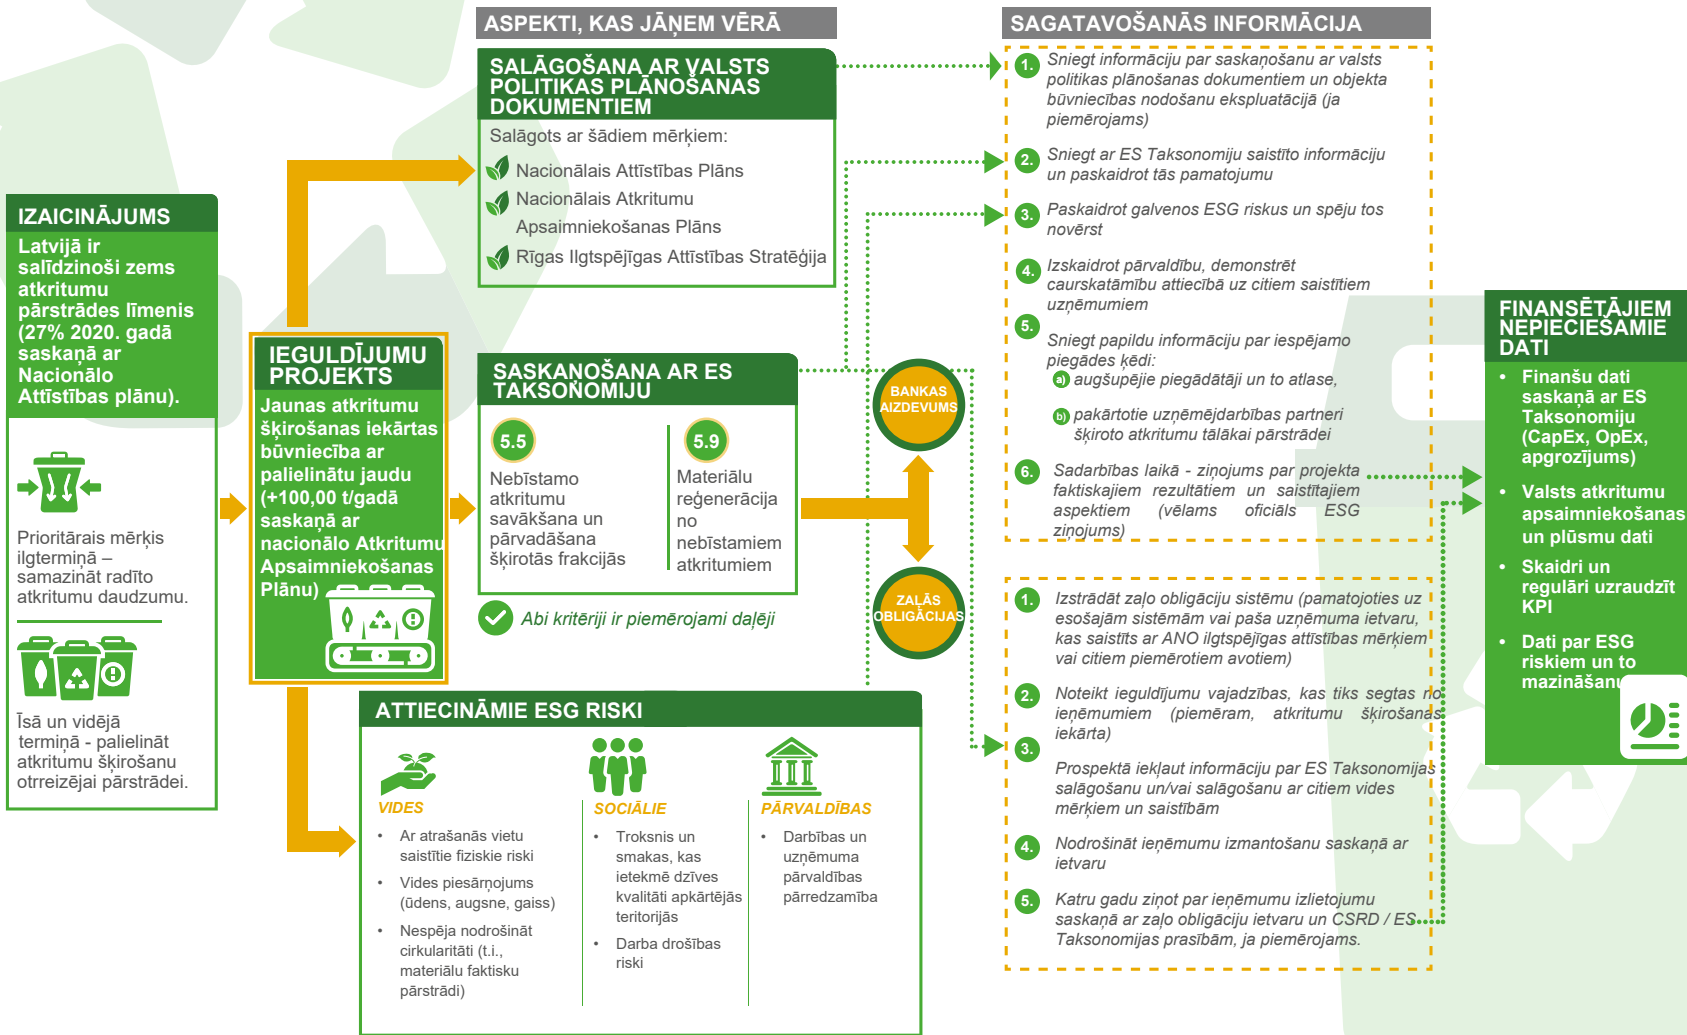 ASPEKTI, KAS JĀŅEM VĒRĀ
SAGATAVOŠANĀS INFORMĀCIJA
IZAICINĀJUMS
Latvijā ir
salīdzinoši zems
atkritumu
pārstrādes līmenis
(27% 2020. gadā
saskaņā ar
Nacionālo
Attīstības plānu).
Prioritārais mērķis
ilgtermiņā –
samazināt radīto
atkritumu daudzumu.
Īsā un vidējā
termiņā - palielināt
atkritumu šķirošanu
otrreizējai pārstrādei.
IEGULDĪJUMU
PROJEKTS
Jaunas atkritumu
šķirošanas iekārtas
būvniecība ar
palielinātu jaudu
(+100,00 t/gadā
saskaņā ar
nacionālo Atkritumu
Apsaimniekošanas
Plānu)
SALĀGOŠANA AR VALSTS
POLITIKAS PLĀNOŠANAS
DOKUMENTIEM
Salāgots ar šādiem mērķiem:
Nacionālais Attīstības Plāns
Nacionālais Atkritumu
Apsaimniekošanas Plāns
Rīgas Ilgtspējīgas Attīstības Stratēģija
SASKAŅOŠANA AR ES
TAKSONOMIJU
5.5
Nebīstamo
atkritumu
savākšana un
pārvadāšana
šķirotās frakcijās
5.9
Materiālu
reģenerācija
no
nebīstamiem
atkritumiem
Abi kritēriji ir piemērojami daļēji
ATTIECINĀMIE ESG RISKI
VIDES
• Ar atrašanās vietu
saistītie fiziskie riski
• Vides piesārņojums
(ūdens, augsne, gaiss)
• Nespēja nodrošināt
cirkularitāti (t.i.,
materiālu faktisku
pārstrādi)
SOCIĀLIE
• Troksnis un
smakas, kas
ietekmē dzīves
kvalitāti apkārtējās
teritorijās
• Darba drošības
riski
PĀRVALDĪBAS
• Darbības un
uzņēmuma
pārvaldības
pārredzamība
BANKAS
AIZDEVUMS
ZAĻĀS
OBLIGĀCIJAS
1. Sniegt informāciju par saskaņošanu ar valsts
politikas plānošanas dokumentiem un objekta
būvniecības nodošanu ekspluatācijā (ja
piemērojams)
2. Sniegt ar ES Taksonomiju saistīto informāciju
un paskaidrot tās pamatojumu
3. Paskaidrot galvenos ESG riskus un spēju tos
novērst
4. Izskaidrot pārvaldību, demonstrēt
caurskatāmību attiecībā uz citiem saistītiem
uzņēmumiem
5. Sniegt papildu informāciju par iespējamo
piegādes ķēdi:
a) augšupējie piegādātāji un to atlase,
b) pakārtotie uzņēmējdarbības partneri
šķiroto atkritumu tālākai pārstrādei
6. Sadarbības laikā - ziņojums par projekta
faktiskajiem rezultātiem un saistītajiem
aspektiem (vēlams oficiāls ESG
ziņojums)
1. Izstrādāt zaļo obligāciju sistēmu (pamatojoties uz
esošajām sistēmām vai paša uzņēmuma ietvaru,
kas saistīts ar ANO ilgtspējīgas attīstības mērķiem
vai citiem piemērotiem avotiem)
2. Noteikt ieguldījumu vajadzības, kas tiks segtas no
ieņēmumiem (piemēram, atkritumu šķirošanas
iekārta)
3. Prospektā iekļaut informāciju par ES Taksonomijas
salāgošanu un/vai salāgošanu ar citiem vides
mērķiem un saistībām
4. Nodrošināt ieņēmumu izmantošanu saskaņā ar
ietvaru
5. Katru gadu ziņot par ieņēmumu izlietojumu
saskaņā ar zaļo obligāciju ietvaru un CSRD / ES
Taksonomijas prasībām, ja piemērojams.
FINANSĒTĀJIEM
NEPIECIEŠAMIE
DATI
• Finanšu dati
saskaņā ar ES
Taksonomiju
(CapEx, OpEx,
apgrozījums)
• Valsts atkritumu
apsaimniekošanas
un plūsmu dati
• Skaidri un
regulāri uzraudzīt
KPI
• Dati par ESG
riskiem un to
mazināšanu